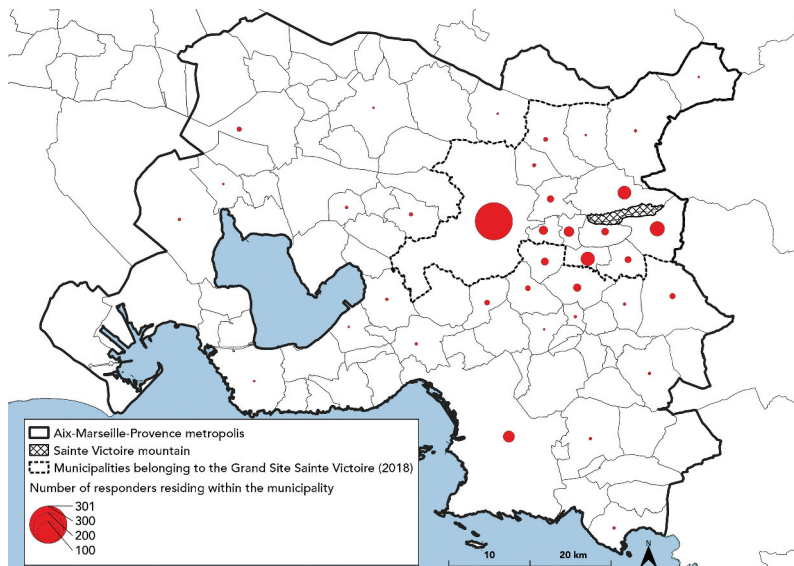 Aix-Marseille-Provence metropolis
Sainte Victoire mountain
Municipalities belonging to the Grand Site Sainte Victoire (2018)
Number of responders residing within the municipality
301
300
200
100
10 20 km
N